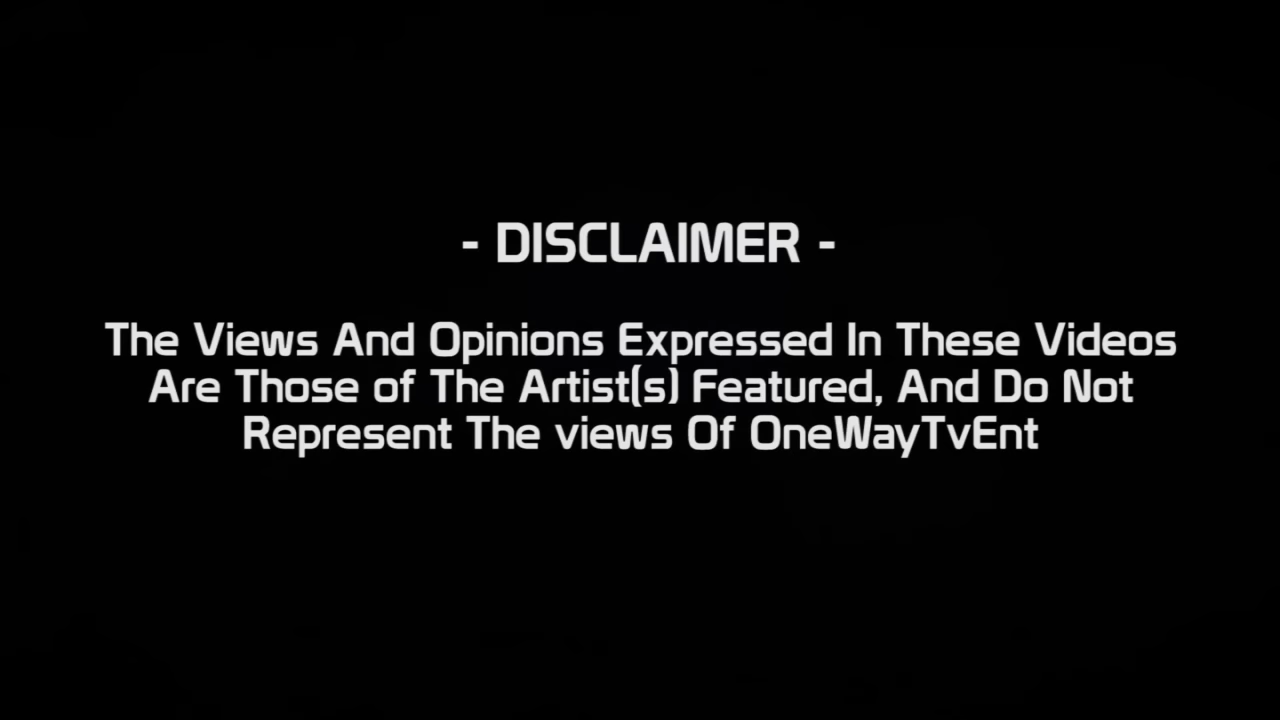 - DISCLAIMER -
The Views And Opinions Expressed In These Videos
Are Those of The Artist(s) Featured, And Do Not
Represent The views Of OneWayTvEnt